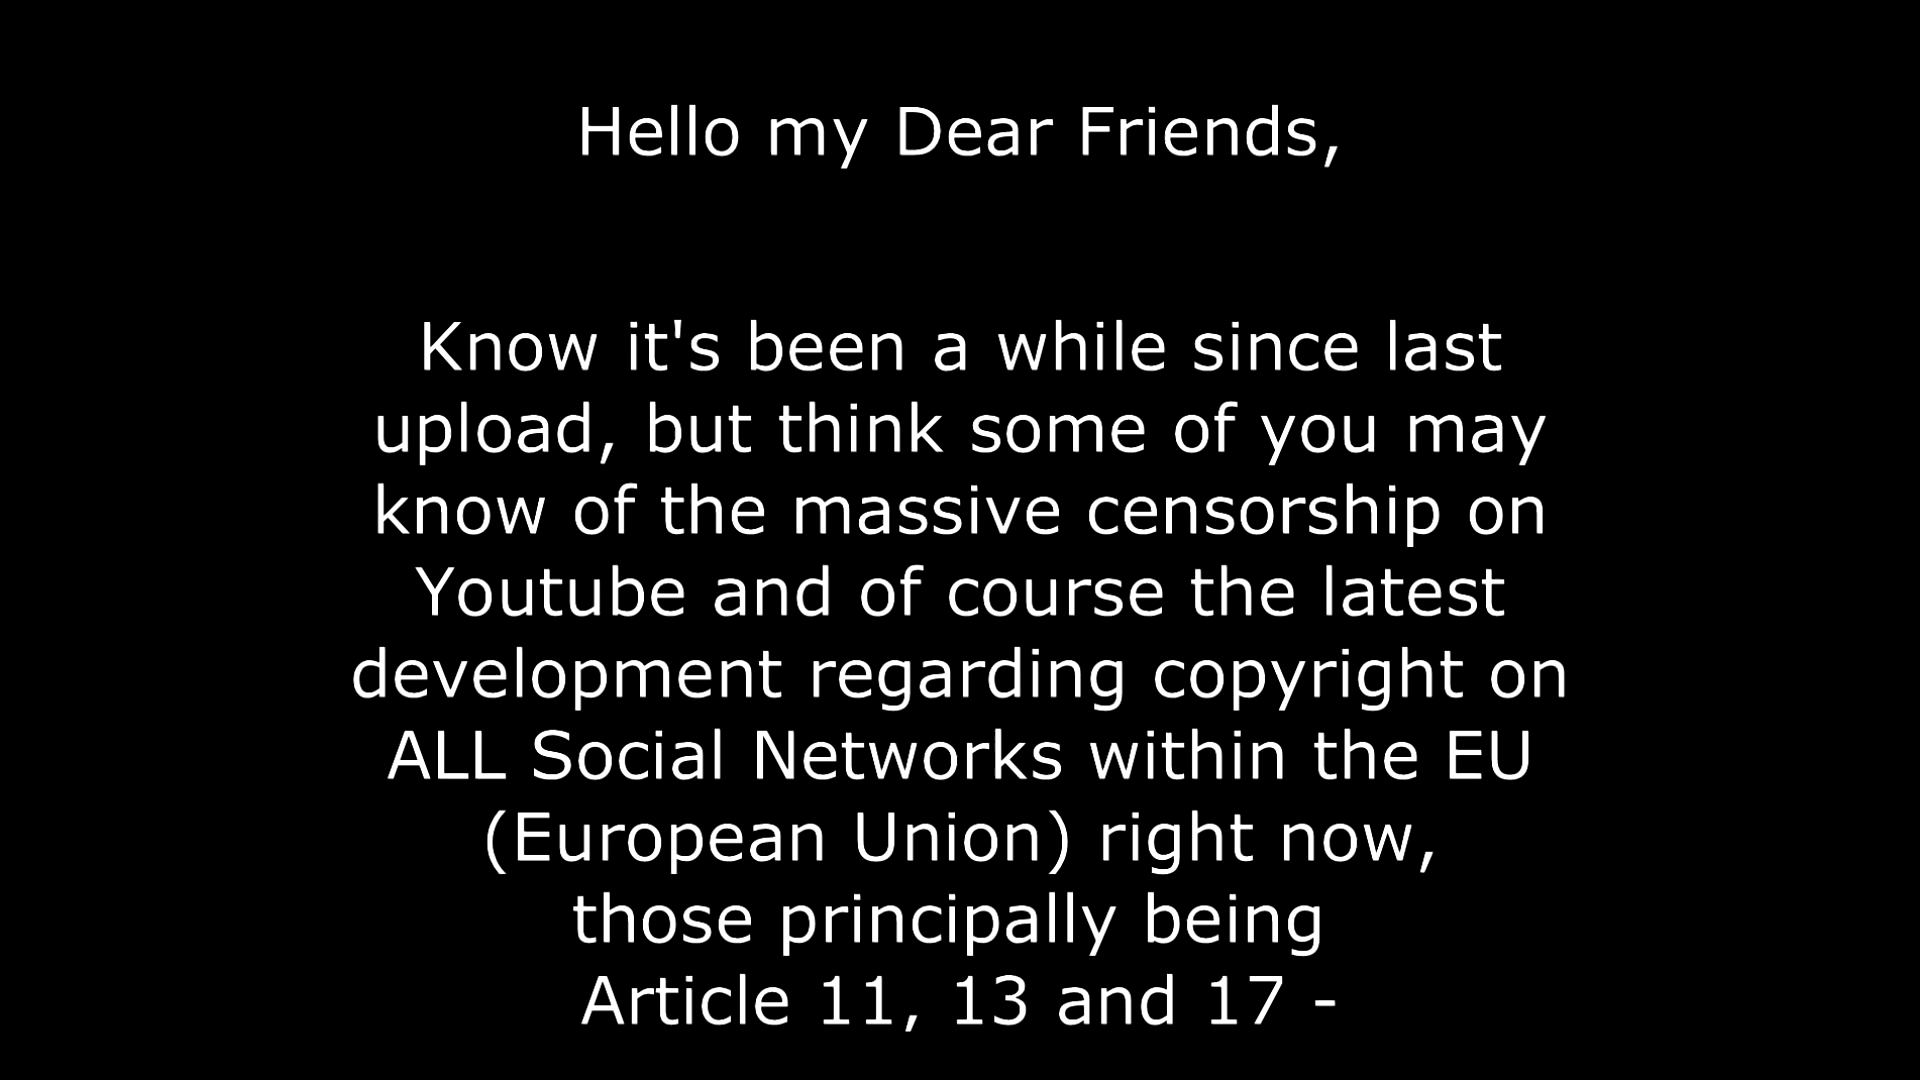 Hello my Dear Friends,
Know it's been a while since last
upload, but think some of you may
know of the massive censorship on
Youtube and of course the latest
development regarding copyright on
ALL Social Networks within the EU
(European Union) right now,
those principally being
Article 11, 13 and 17 -